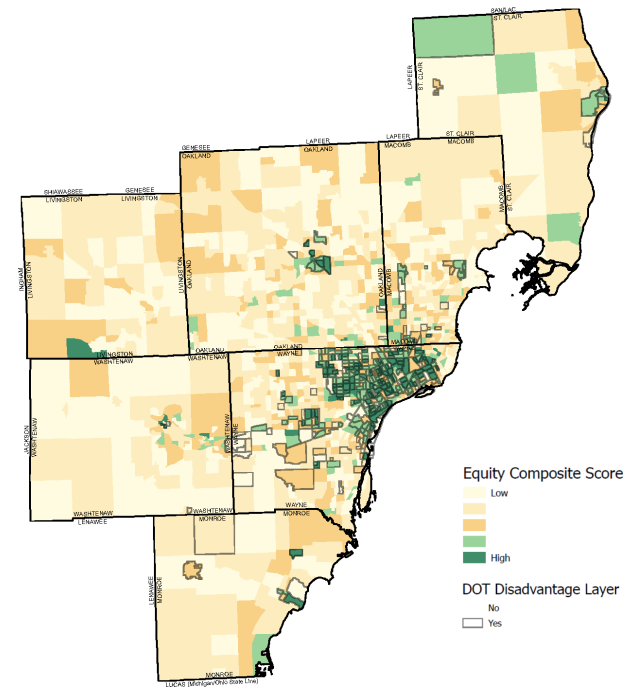 SANILAC
ST. CLAIR
LAPEER
ST. CLAIR
LAPEER
MACOMB
ST. CLAIR
MACOMB
LAPEER
OAKLAND
GENESEE
OAKLAND
MACOMB
ST. CLAIR
SHIAWASSEE
LIVINGSTON
GENESEE
LIVINGSTON
INGHAM
LIVINGSTON
LIVINGSTON
OAKLAND
OAKLAND
MACOMB
LIVINGSTON
WASHTENAW
OAKLAND
WASHTENAW
OAKLAND
WAYNE
MACOMB
JACKSON
WASHTENAW
WASHTENAW
WAYNE
Equity Composite Score
Low
High
DOT Disadvantage Layer
No
Yes
WASHTENAW
LENAWEE
WASHTENAW
MONROE
WAYNE
MONROE
LENAWEE
MONROE
MONROE
LUCAS (Michigan/Ohio State Line)